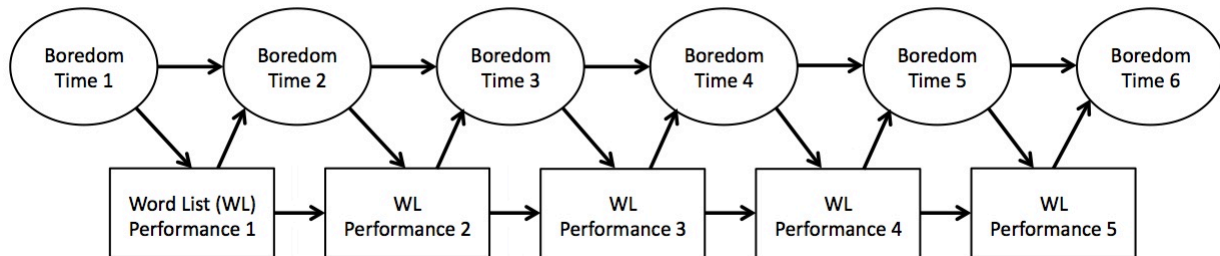 Boredom
Time 1
Boredom
Time 2
Boredom
Time 3
Boredom
Time 4
Boredom
Time 5
Boredom
Time 6
Word List (WL)
Performance 1
WL
Performance 2
WL
Performance 3
WL
Performance 4
WL
Performance 5